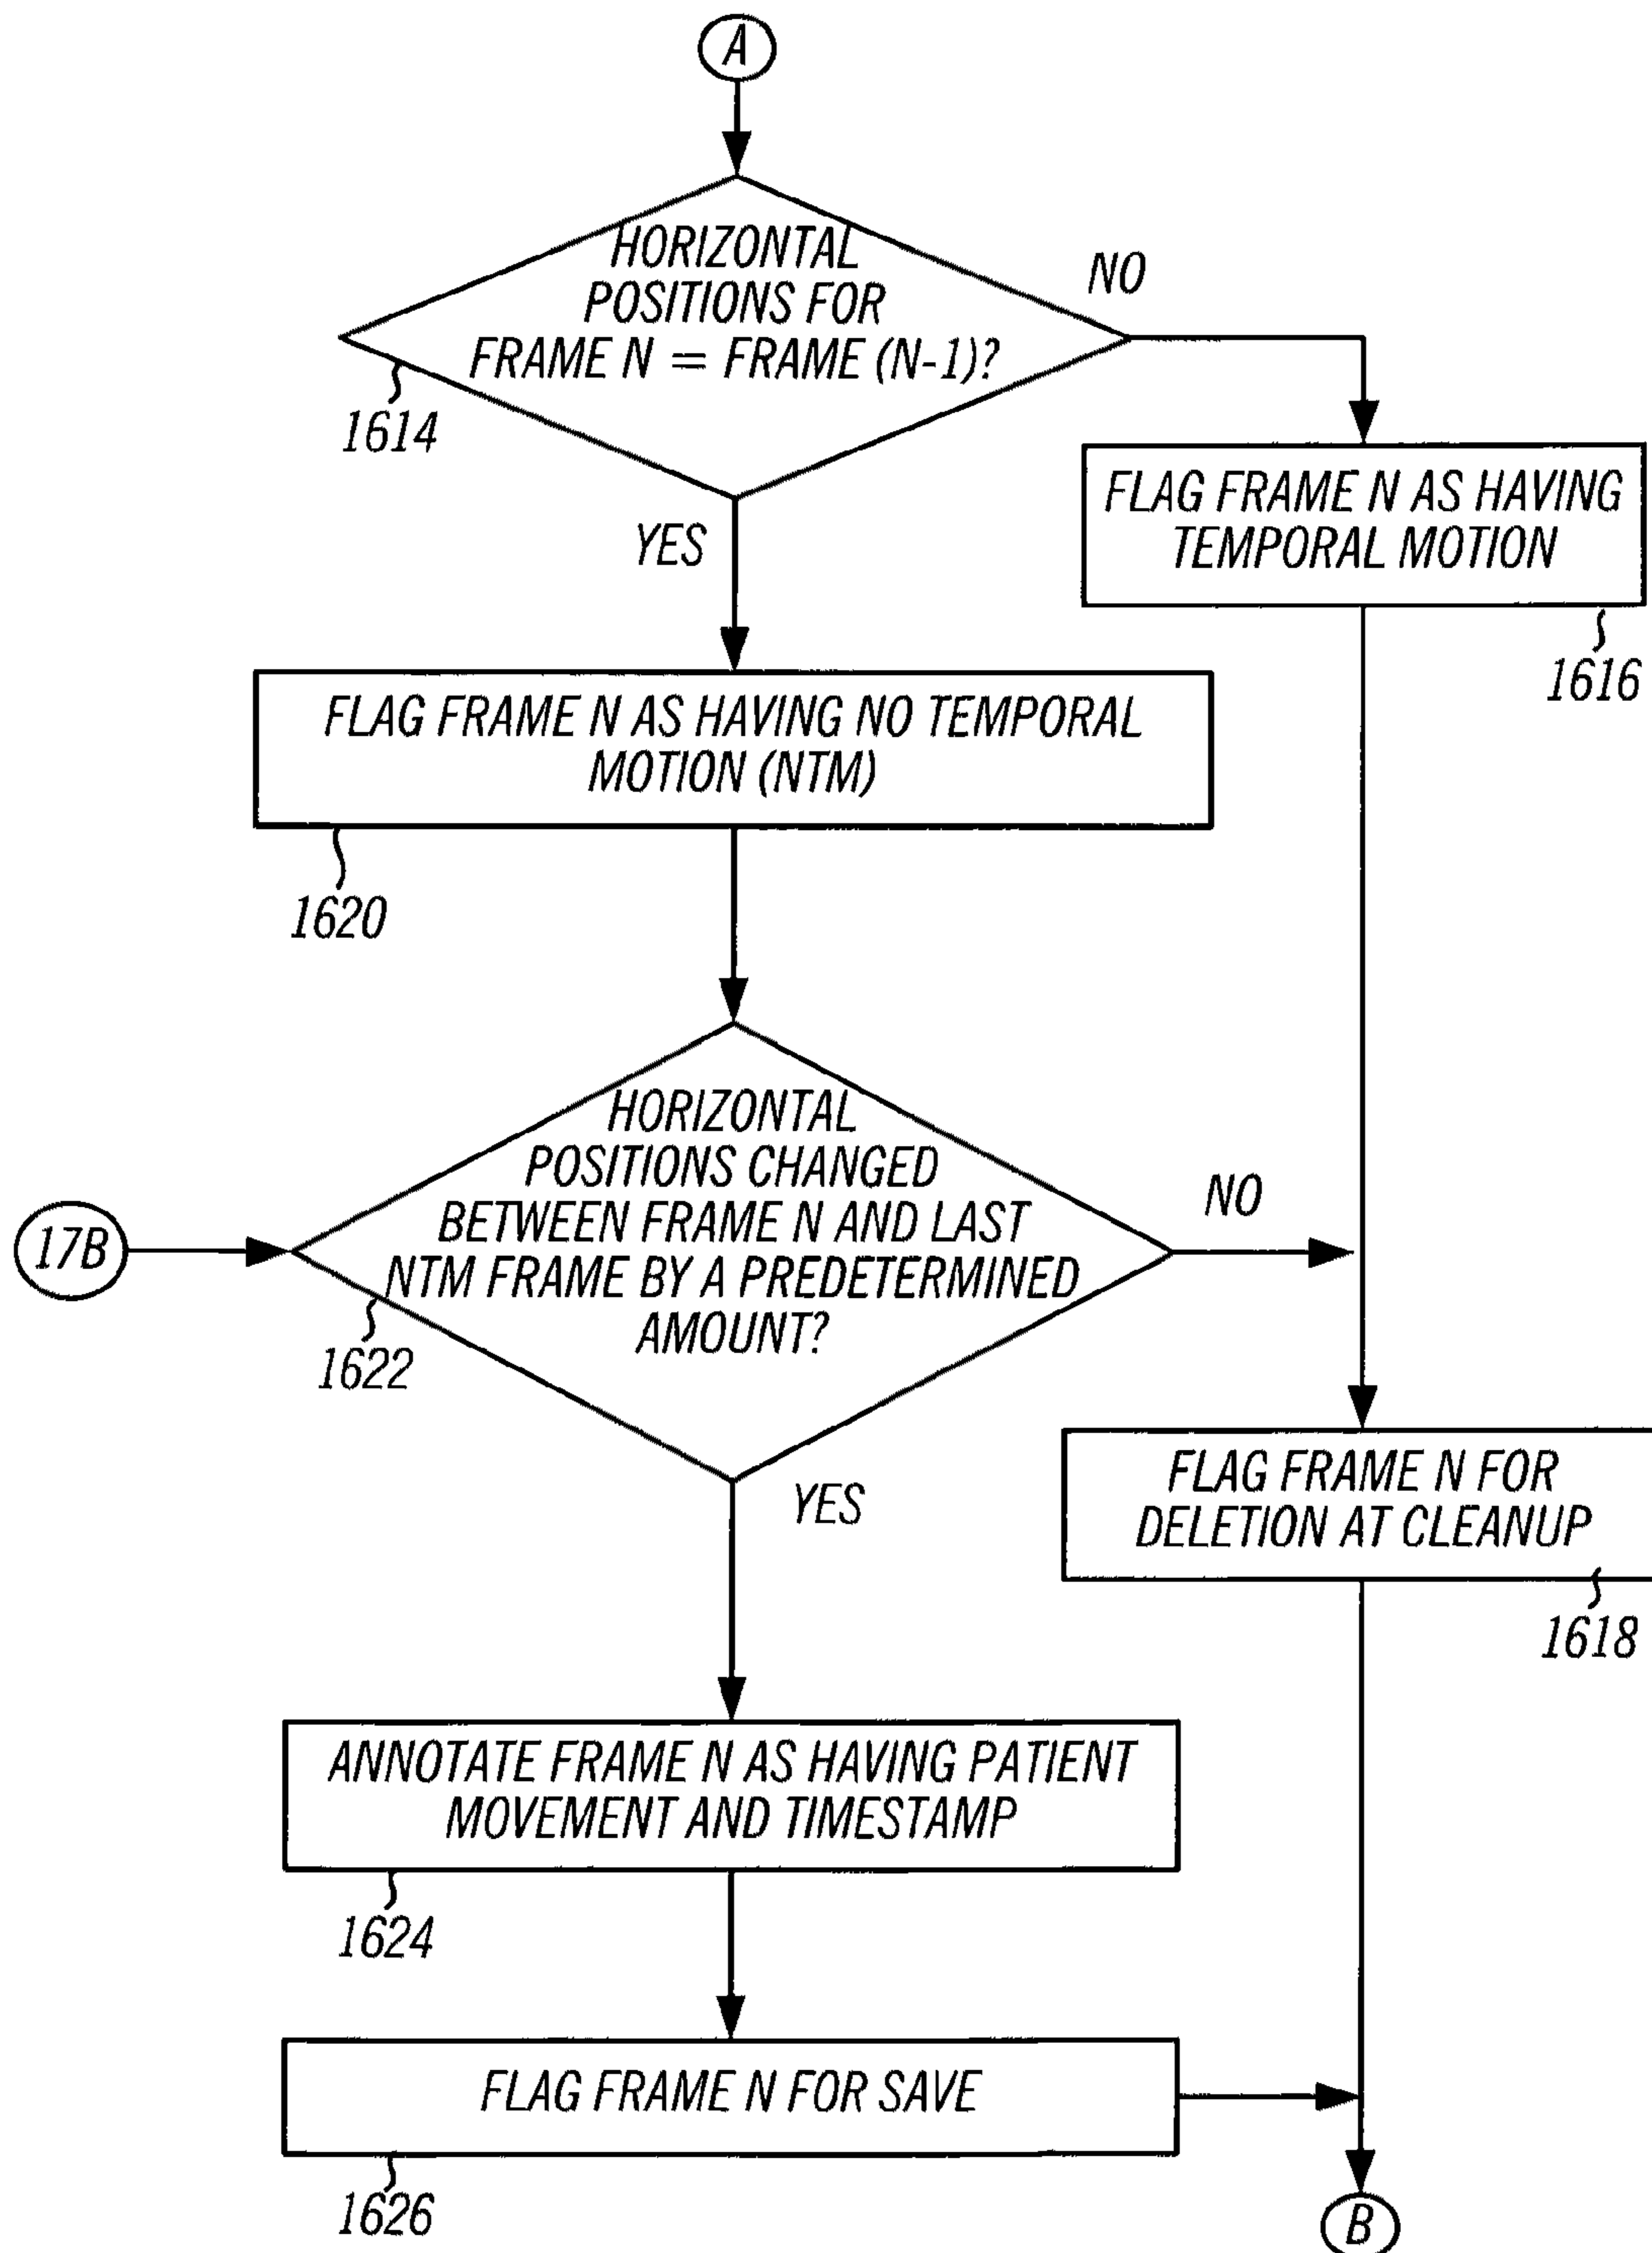 A
HORIZONTAL
POSITIONS FOR
FRAME N = FRAME (N-1)?
NO
1614
YES
FLAG FRAME N AS HAVING
TEMPORAL MOTION
1616
FLAG FRAME N AS HAVING NO TEMPORAL
MOTION (NTM)
1620
HORIZONTAL
POSITIONS CHANGED
BETWEEN FRAME N AND LAST
NTM FRAME BY A PREDETERMINED
AMOUNT?
NO
17B
1622
YES
FLAG FRAME N FOR
DELETION AT CLEANUP
1618
ANNOTATE FRAME N AS HAVING PATIENT
MOVEMENT AND TIMESTAMP
1624
FLAG FRAME N FOR SAVE
1626
B